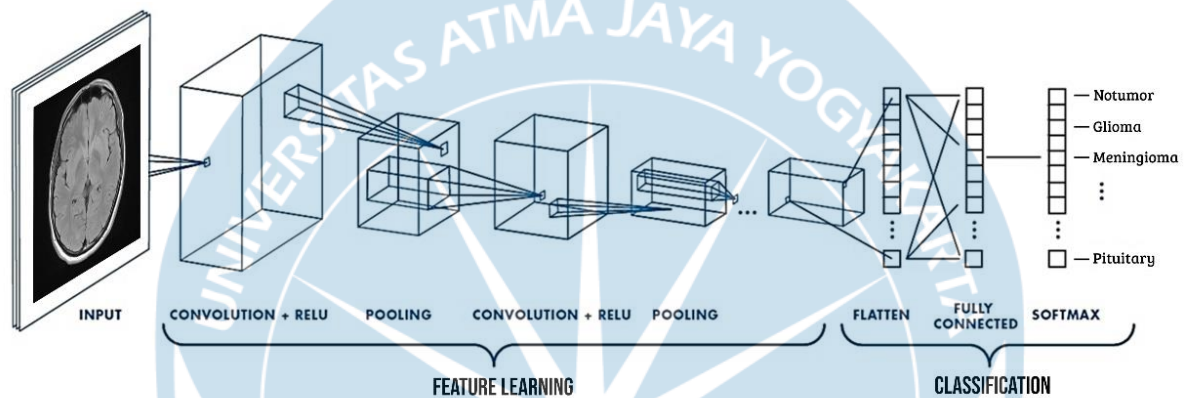 UNIVERSITAS ATMA JAYA YOGYAKARTA
Notumor
Glioma
Meningioma
Pituitary
INPUT
CONVOLUTION + RELU
POOLING
CONVOLUTION + RELU
POOLING
FLATTEN
FULLY
CONNECTED
SOFTMAX
FEATURE LEARNING
CLASSIFICATION